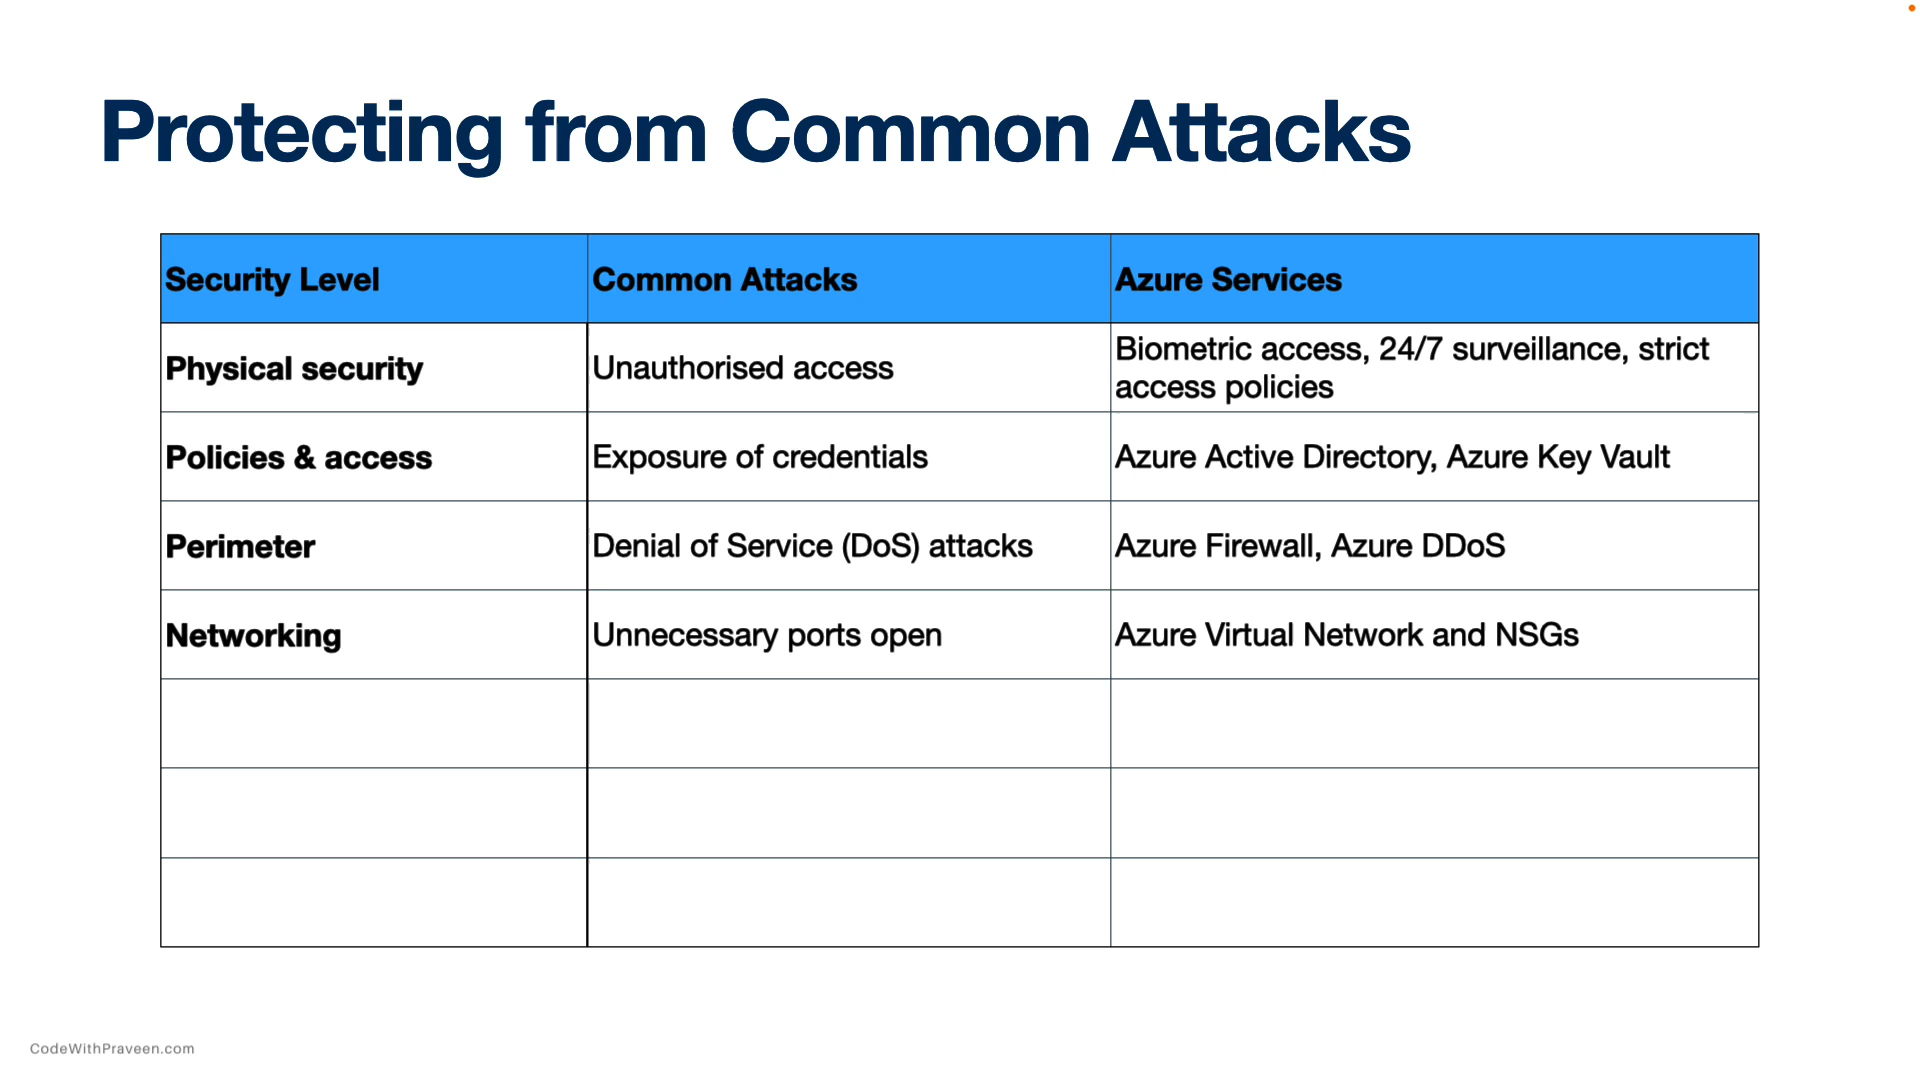 Protecting from Common Attacks
Security Level
Common Attacks
Azure Services
Physical security
Unauthorised access
Biometric access, 24/7 surveillance, strict
access policies
Policies & access
Exposure of credentials
Azure Active Directory, Azure Key Vault
Perimeter
Denial of Service (DoS) attacks
Azure Firewall, Azure DDoS
Networking
Unnecessary ports open
Azure Virtual Network and NSGs
CodeWithPraveen.com